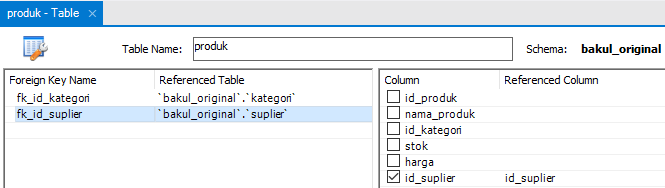 produk - Table ×
Table Name: produk Schema: bakul_original
Foreign Key Name Referenced Table
fk_id_kategori `bakul_original`.`kategori`
fk_id_suplier `bakul_original`.`suplier`
Column Referenced Column
id_produk
nama_produk
id_kategori
stok
harga
id_suplier id_suplier